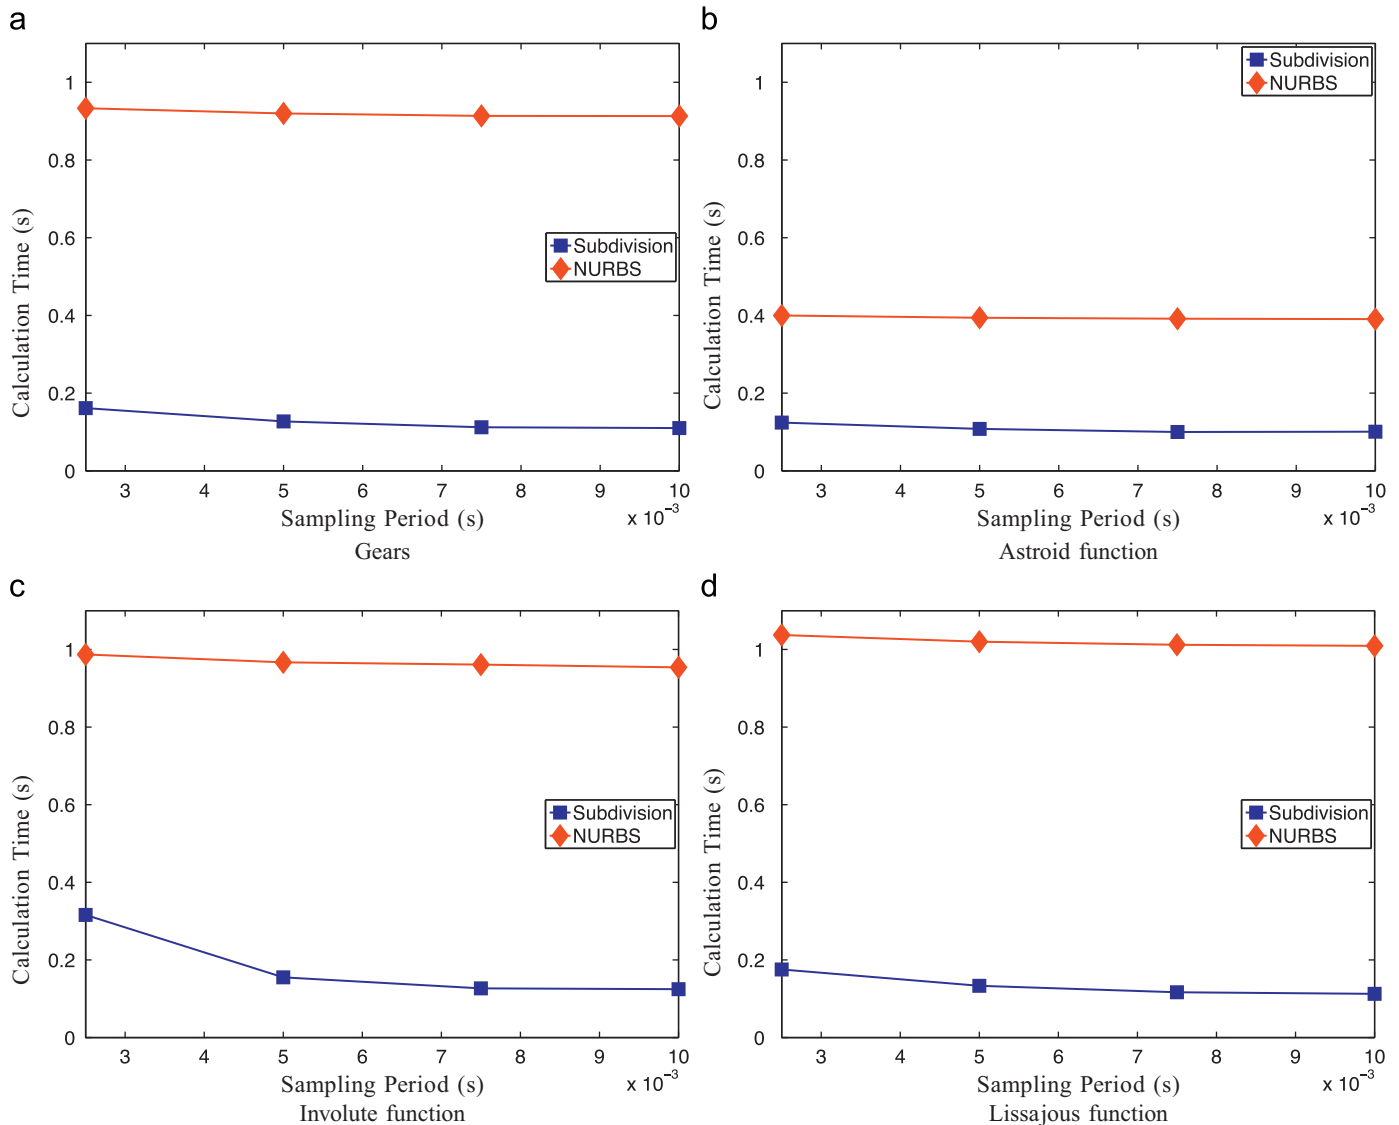 a
1
0.8
0.6
0.4
0.2
0
Calculation Time (s)
Subdivision
NURBS
3 4 5 6 7 8 9 10
Sampling Period (s)
x 10⁻³
Gears
b
1
0.8
0.6
0.4
0.2
0
Calculation Time (s)
Subdivision
NURBS
3 4 5 6 7 8 9 10
Sampling Period (s)
x 10⁻³
Astroid function
c
1
0.8
0.6
0.4
0.2
0
Calculation Time (s)
Subdivision
NURBS
3 4 5 6 7 8 9 10
Sampling Period (s)
x 10⁻³
Involute function
d
1
0.8
0.6
0.4
0.2
0
Calculation Time (s)
Subdivision
NURBS
3 4 5 6 7 8 9 10
Sampling Period (s)
x 10⁻³
Lissajous function